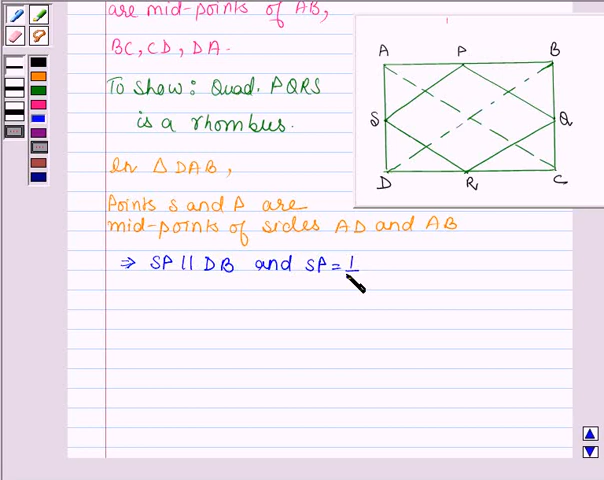 are mid-points of AB,
BC, CD, DA.
To show: Quad. PQRS
is a rhombus.
In △DAB,
Points S and P are
mid-points of sides AD and AB
⇒ SP || DB and SP = 1
A P B
S Q
D R C